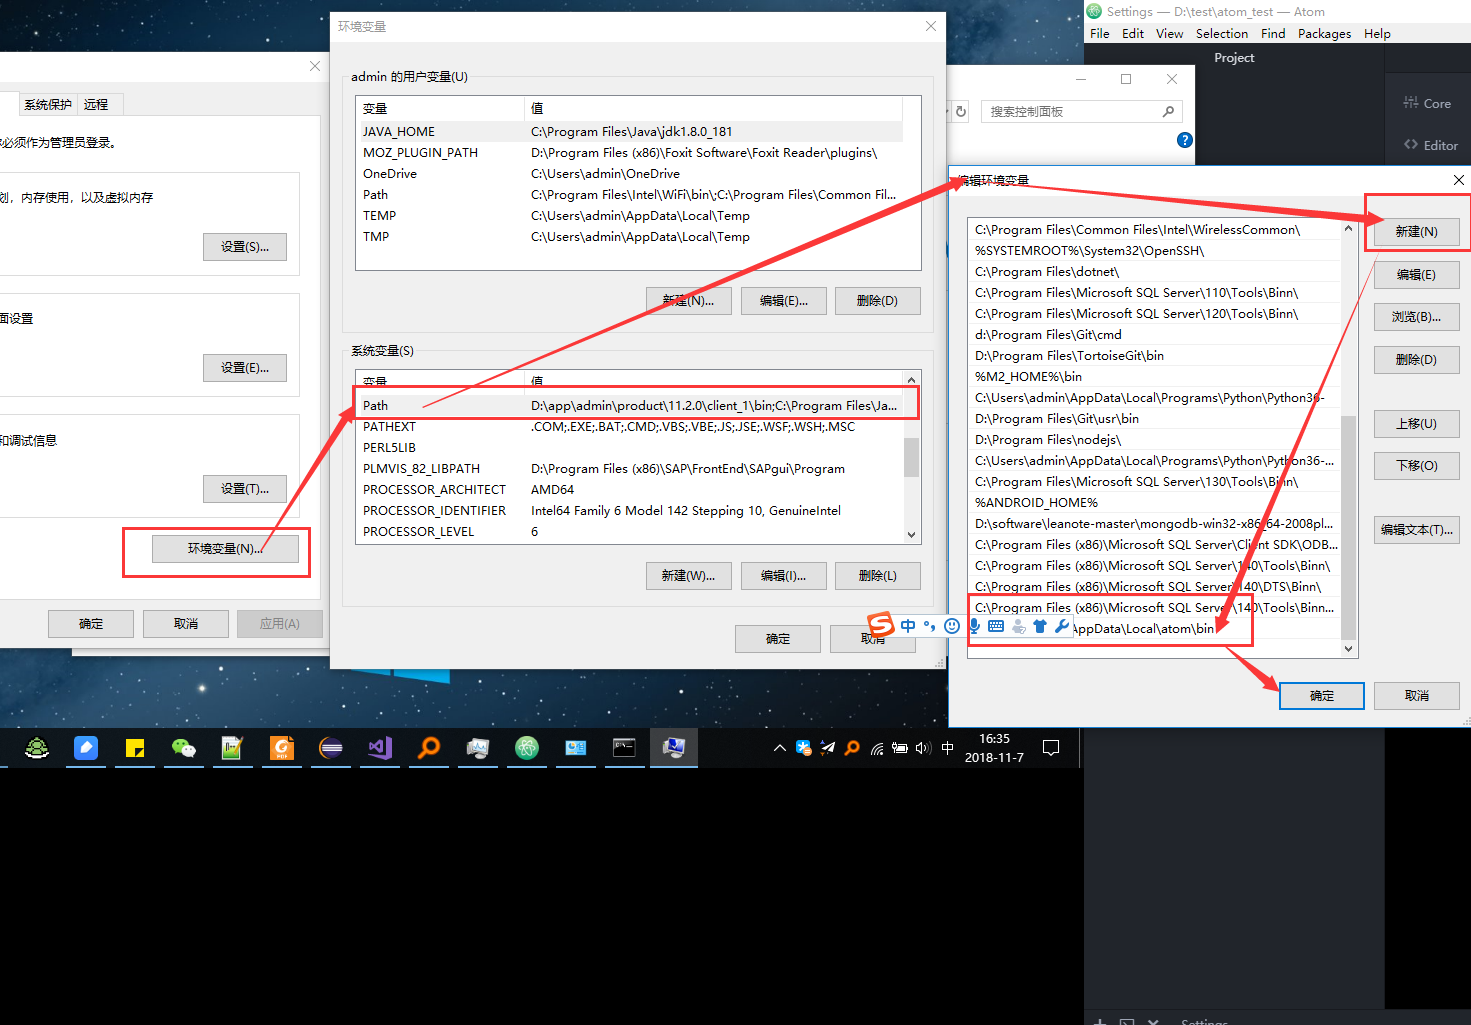 Settings — D:\test\atom_test — Atom
File Edit View Selection Find Packages Help
Project
Core
Editor
系统保护 远程
必须作为管理员登录。
划，内存使用，以及虚拟内存
设置(S)...
面设置
设置(E)...
和调试信息
设置(T)...
环境变量(N)...
确定 取消 应用(A)
环境变量
admin 的用户变量(U)
变量 值
JAVA_HOME C:\Program Files\Java\jdk1.8.0_181
MOZ_PLUGIN_PATH D:\Program Files (x86)\Foxit Software\Foxit Reader\plugins\
OneDrive C:\Users\admin\OneDrive
Path C:\Program Files\Intel\WiFi\bin\;C:\Program Files\Common Fil...
TEMP C:\Users\admin\AppData\Local\Temp
TMP C:\Users\admin\AppData\Local\Temp
新建(N)... 编辑(E)... 删除(D)
系统变量(S)
变量 值
Path D:\app\admin\product\11.2.0\client_1\bin;C:\Program Files\Ja...
PATHEXT .COM;.EXE;.BAT;.CMD;.VBS;.VBE;.JS;.JSE;.WSF;.WSH;.MSC
PERL5LIB
PLMVIS_82_LIBPATH D:\Program Files (x86)\SAP\FrontEnd\SAPgui\Program
PROCESSOR_ARCHITECT AMD64
PROCESSOR_IDENTIFIER Intel64 Family 6 Model 142 Stepping 10, GenuineIntel
PROCESSOR_LEVEL 6
新建(W)... 编辑(I)... 删除(L)
确定 取消
搜索控制面板
编辑环境变量
C:\Program Files\Common Files\Intel\WirelessCommon\
%SYSTEMROOT%\System32\OpenSSH\
C:\Program Files\dotnet\
C:\Program Files\Microsoft SQL Server\110\Tools\Binn\
C:\Program Files\Microsoft SQL Server\120\Tools\Binn\
d:\Program Files\Git\cmd
D:\Program Files\TortoiseGit\bin
%M2_HOME%\bin
C:\Users\admin\AppData\Local\Programs\Python\Python36-
D:\Program Files\Git\usr\bin
D:\Program Files\nodejs\
C:\Users\admin\AppData\Local\Programs\Python\Python36-...
C:\Program Files\Microsoft SQL Server\130\Tools\Binn\
%ANDROID_HOME%
D:\software\leanote-master\mongodb-win32-x86_64-2008pl...
C:\Program Files (x86)\Microsoft SQL Server\Client SDK\ODB...
C:\Program Files (x86)\Microsoft SQL Server\140\Tools\Binn\
C:\Program Files (x86)\Microsoft SQL Server\140\DTS\Binn\
C:\Program Files (x86)\Microsoft SQL Server\140\Tools\Binn...
\AppData\Local\atom\bin
新建(N)
编辑(E)
浏览(B)...
删除(D)
上移(U)
下移(O)
编辑文本(T)...
确定 取消
中
中
16:35
2018-11-7
Settings